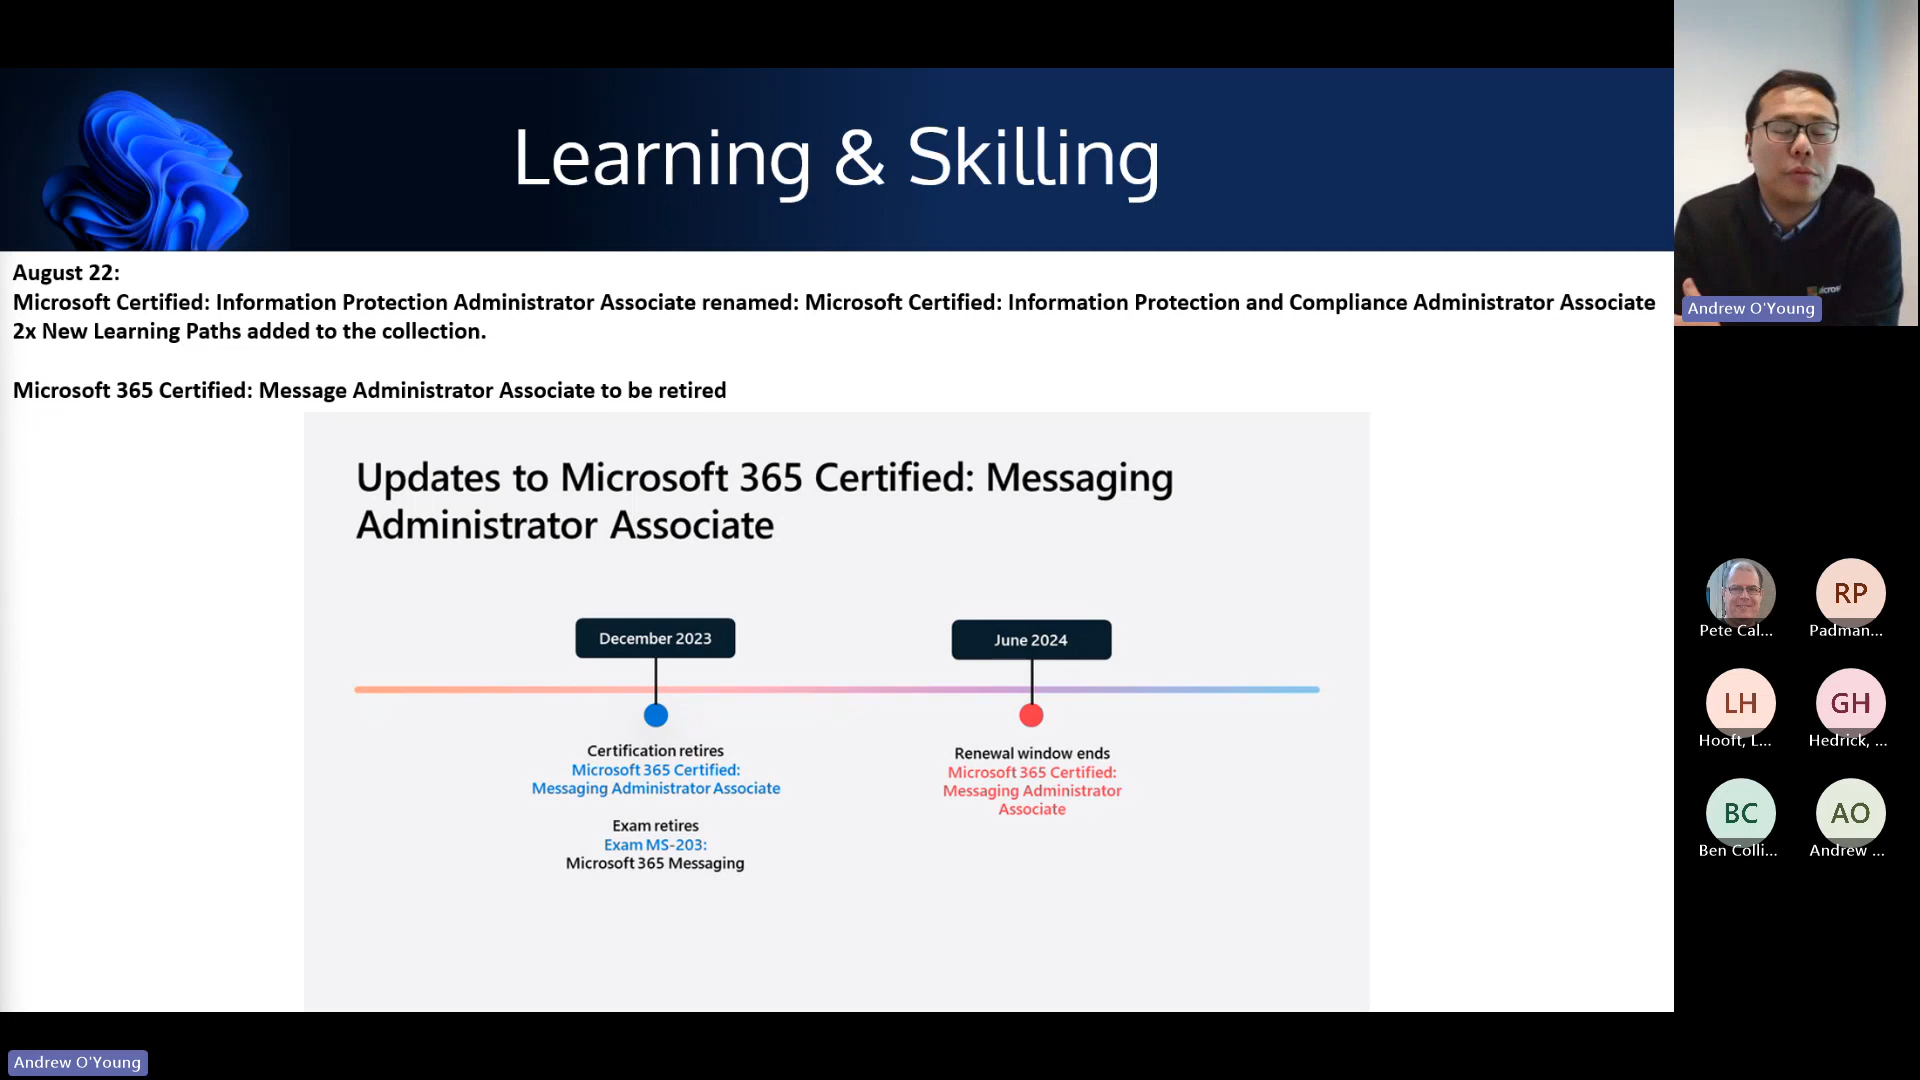 Learning & Skilling
August 22:
Microsoft Certified: Information Protection Administrator Associate renamed: Microsoft Certified: Information Protection and Compliance Administrator Associate
2x New Learning Paths added to the collection.
Microsoft 365 Certified: Message Administrator Associate to be retired
Updates to Microsoft 365 Certified: Messaging
Administrator Associate
December 2023
Certification retires
Microsoft 365 Certified:
Messaging Administrator Associate
Exam retires
Exam MS-203:
Microsoft 365 Messaging
June 2024
Renewal window ends
Microsoft 365 Certified:
Messaging Administrator
Associate
Andrew O'Young
Pete Cal...
RP
Padman...
LH
Hooft, L...
GH
Hedrick, ...
BC
Ben Colli...
AO
Andrew ...
Andrew O'Young